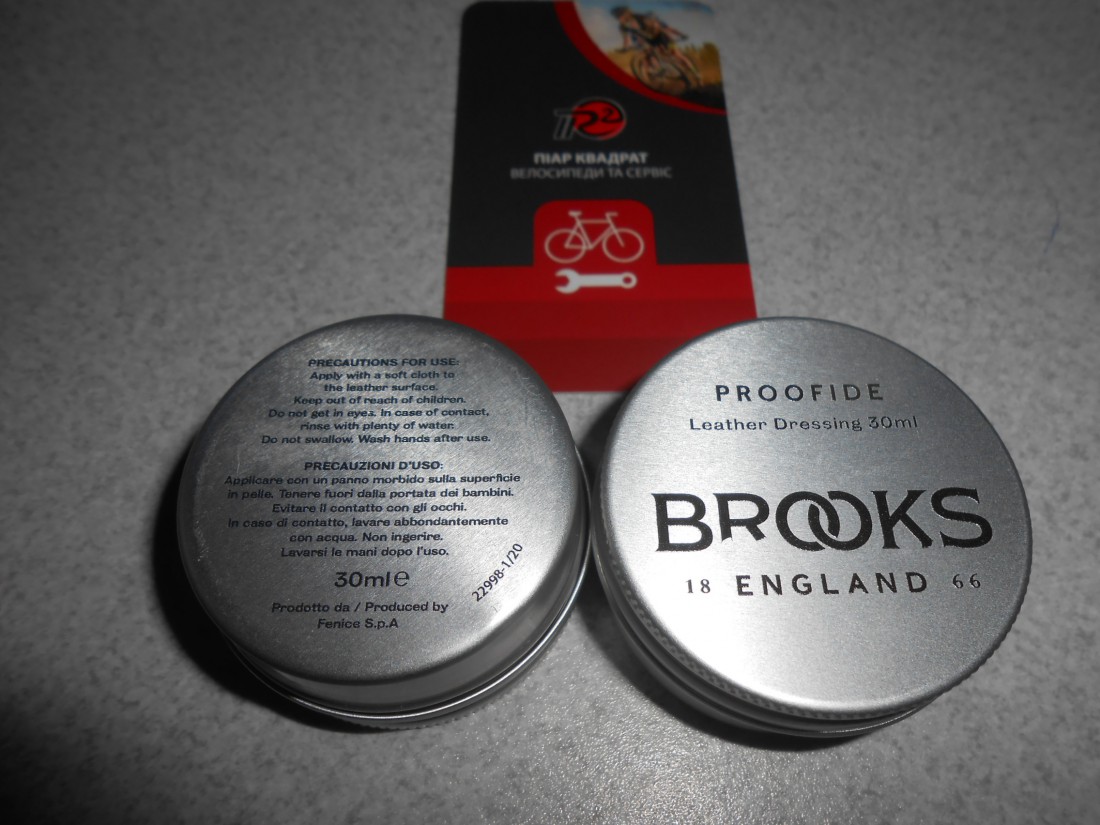 ПР2
ПІАР КВАДРАТ
ВЕЛОСИПЕДИ ТА СЕРВІС
PRECAUTIONS FOR USE:
Apply with a soft cloth to
the leather surface.
Keep out of reach of children.
Do not get in eyes. In case of contact,
rinse with plenty of water.
Do not swallow. Wash hands after use.
PRECAUZIONI D'USO:
Applicare con un panno morbido sulla superficie
in pelle. Tenere fuori dalla portata dei bambini.
Evitare il contatto con gli occhi.
In caso di contatto, lavare abbondantemente
con acqua. Non ingerire.
Lavarsi le mani dopo l'uso.
30ml e
22998-1/20
Prodotto da / Produced by
Fenice S.p.A
PROOFIDE
Leather Dressing 30ml
BROOKS
18 ENGLAND 66